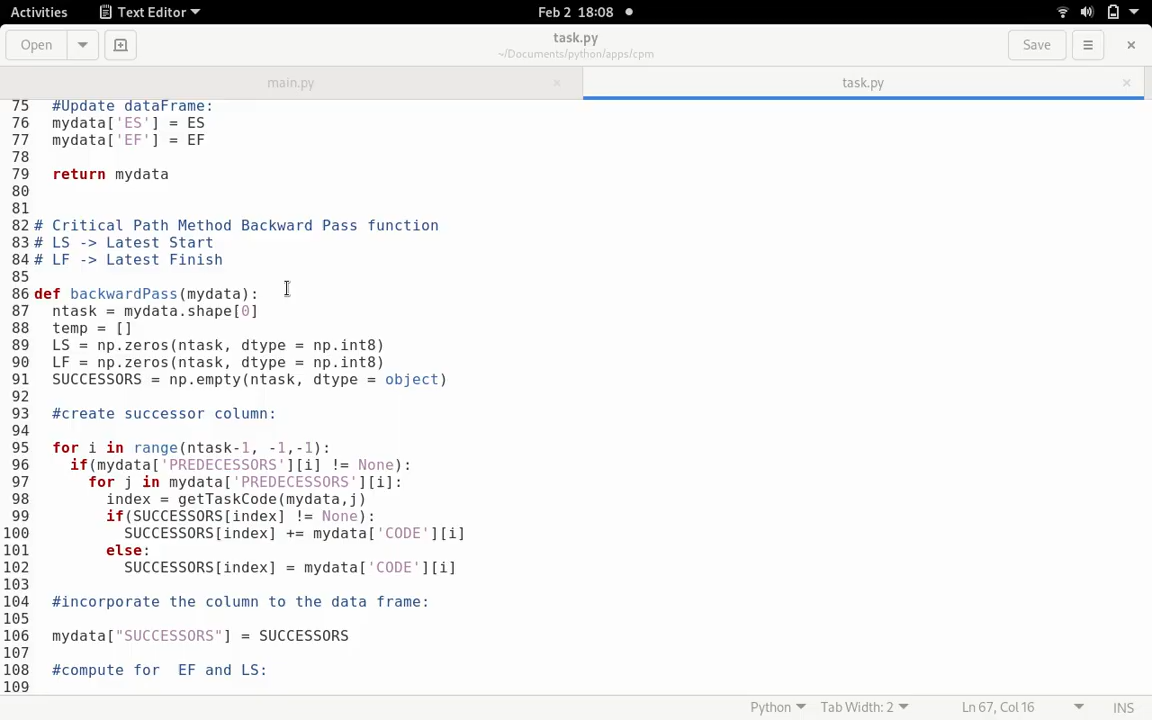 Activities Text Editor Feb 2 18:08
Open task.py Save
~/Documents/python/apps/cpm
main.py × task.py ×
75 #Update dataFrame:
76 mydata['ES'] = ES
77 mydata['EF'] = EF
78
79 return mydata
80
81
82 # Critical Path Method Backward Pass function
83 # LS -> Latest Start
84 # LF -> Latest Finish
85
86 def backwardPass(mydata):
87 ntask = mydata.shape[0]
88 temp = []
89 LS = np.zeros(ntask, dtype = np.int8)
90 LF = np.zeros(ntask, dtype = np.int8)
91 SUCCESSORS = np.empty(ntask, dtype = object)
92
93 #create successor column:
94
95 for i in range(ntask-1, -1,-1):
96 if(mydata['PREDECESSORS'][i] != None):
97 for j in mydata['PREDECESSORS'][i]:
98 index = getTaskCode(mydata,j)
99 if(SUCCESSORS[index] != None):
100 SUCCESSORS[index] += mydata['CODE'][i]
101 else:
102 SUCCESSORS[index] = mydata['CODE'][i]
103
104 #incorporate the column to the data frame:
105
106 mydata["SUCCESSORS"] = SUCCESSORS
107
108 #compute for  EF and LS:
109
Python Tab Width: 2 Ln 67, Col 16 INS